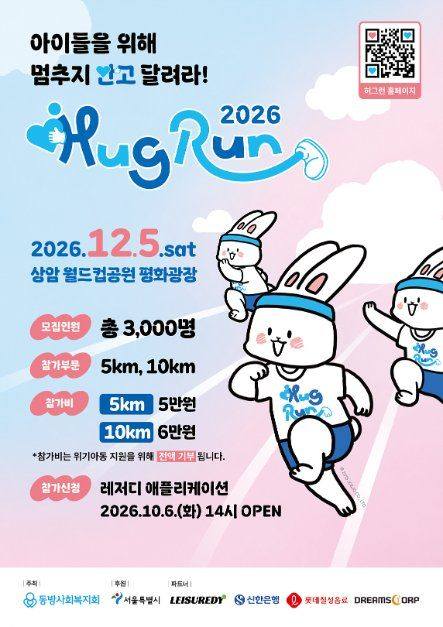 아이들을 위해
멈추지 안고 달려라!
허그런 홈페이지
2026
Hug Run
2026.12.5.sat
상암 월드컵공원 평화광장
모집인원 총 3,000명
참가부문 5km, 10km
참가비 5km 5만원
10km 6만원
*참가비는 위기아동 지원을 위해 전액 기부 됩니다.
참가신청 레저디 애플리케이션
2026.10.6.(화) 14시 OPEN
Hug
Run
Hug
Run
| 주최 | | 후원 | | 파트너 |
동방사회복지회 서울특별시 LEISUREDY 신한은행 롯데칠성음료 DREAMSCORP